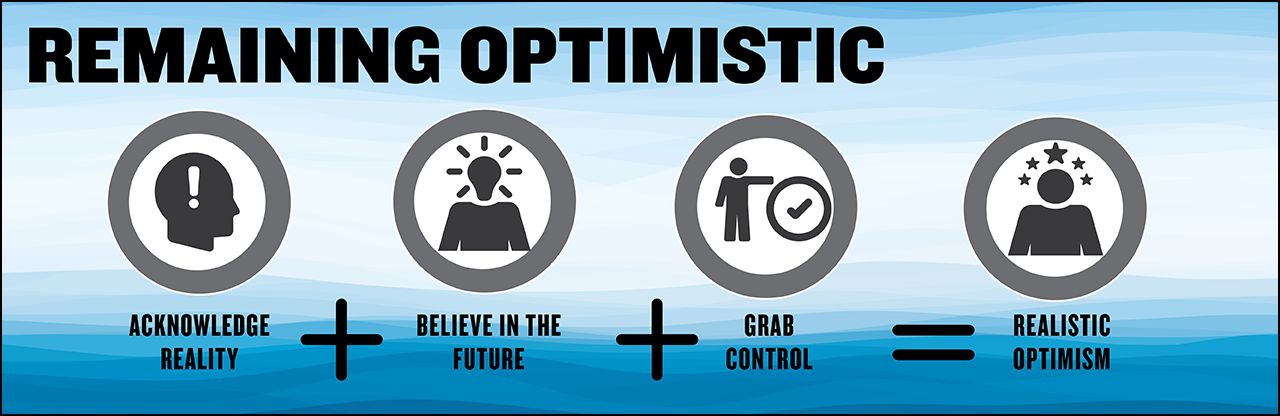 REMAINING OPTIMISTIC
ACKNOWLEDGE
REALITY
+
BELIEVE IN THE
FUTURE
+
GRAB
CONTROL
=
REALISTIC
OPTIMISM